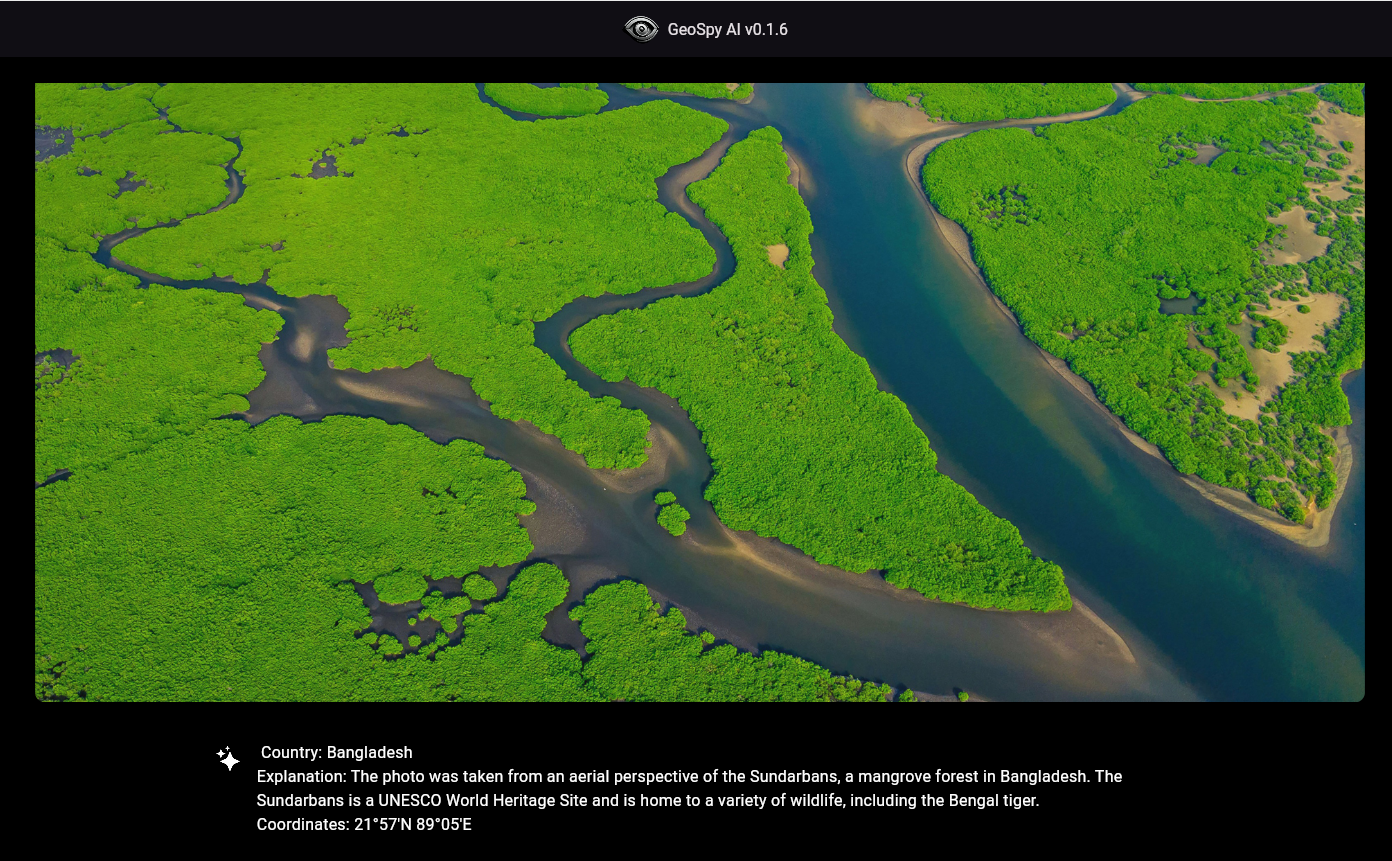 GeoSpy AI v0.1.6
Country: Bangladesh
Explanation: The photo was taken from an aerial perspective of the Sundarbans, a mangrove forest in Bangladesh. The
Sundarbans is a UNESCO World Heritage Site and is home to a variety of wildlife, including the Bengal tiger.
Coordinates: 21°57'N 89°05'E